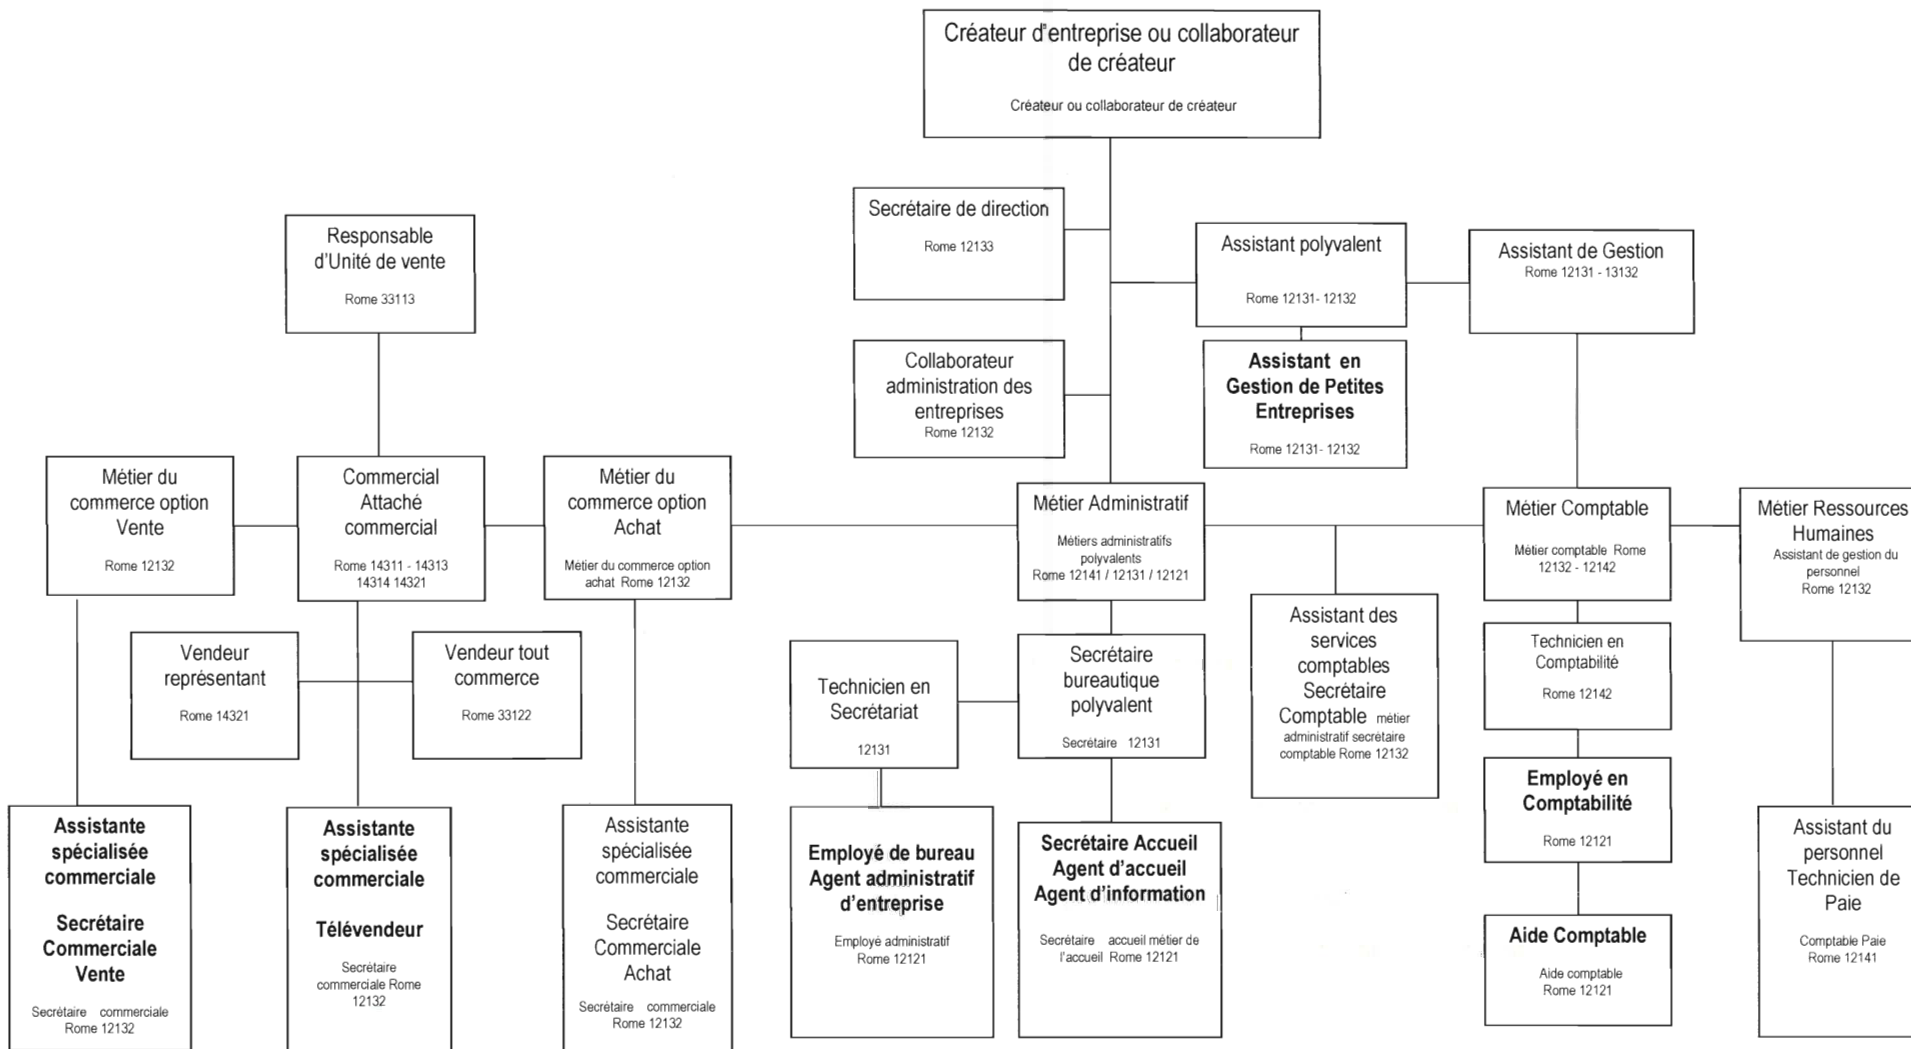 Créateur d'entreprise ou collaborateur
de créateur
Créateur ou collaborateur de créateur
Secrétaire de direction
Rome 12133
Responsable
d'Unité de vente
Rome 33113
Assistant polyvalent
Rome 12131- 12132
Assistant de Gestion
Rome 12131 - 13132
Collaborateur
administration des
entreprises
Rome 12132
Assistant en
Gestion de Petites
Entreprises
Rome 12131- 12132
Métier du
commerce option
Vente
Rome 12132
Commercial
Attaché
commercial
Rome 14311 - 14313
14314 14321
Métier du
commerce option
Achat
Métier du commerce option
achat Rome 12132
Métier Administratif
Métiers administratifs
polyvalents
Rome 12141 / 12131 / 12121
Métier Comptable
Métier comptable Rome
12132 - 12142
Métier Ressources
Humaines
Assistant de gestion du
personnel
Rome 12132
Vendeur
représentant
Rome 14321
Vendeur tout
commerce
Rome 33122
Technicien en
Secrétariat
12131
Secrétaire
bureautique
polyvalent
Secrétaire 12131
Assistant des
services
comptables
Secrétaire
Comptable métier
administratif secrétaire
comptable Rome 12132
Technicien en
Comptabilité
Rome 12142
Employé en
Comptabilité
Rome 12121
Assistante
spécialisée
commerciale
Secrétaire
Commerciale
Vente
Secrétaire commerciale
Rome 12132
Assistante
spécialisée
commerciale
Télévendeur
Secrétaire
commerciale Rome
12132
Assistante
spécialisée
commerciale
Secrétaire
Commerciale
Achat
Secrétaire commerciale
Rome 12132
Employé de bureau
Agent administratif
d'entreprise
Employé administratif
Rome 12121
Secrétaire Accueil
Agent d'accueil
Agent d'information
Secrétaire accueil métier de
l'accueil Rome 12121
Aide Comptable
Aide comptable
Rome 12121
Assistant du
personnel
Technicien de
Paie
Comptable Paie
Rome 12141